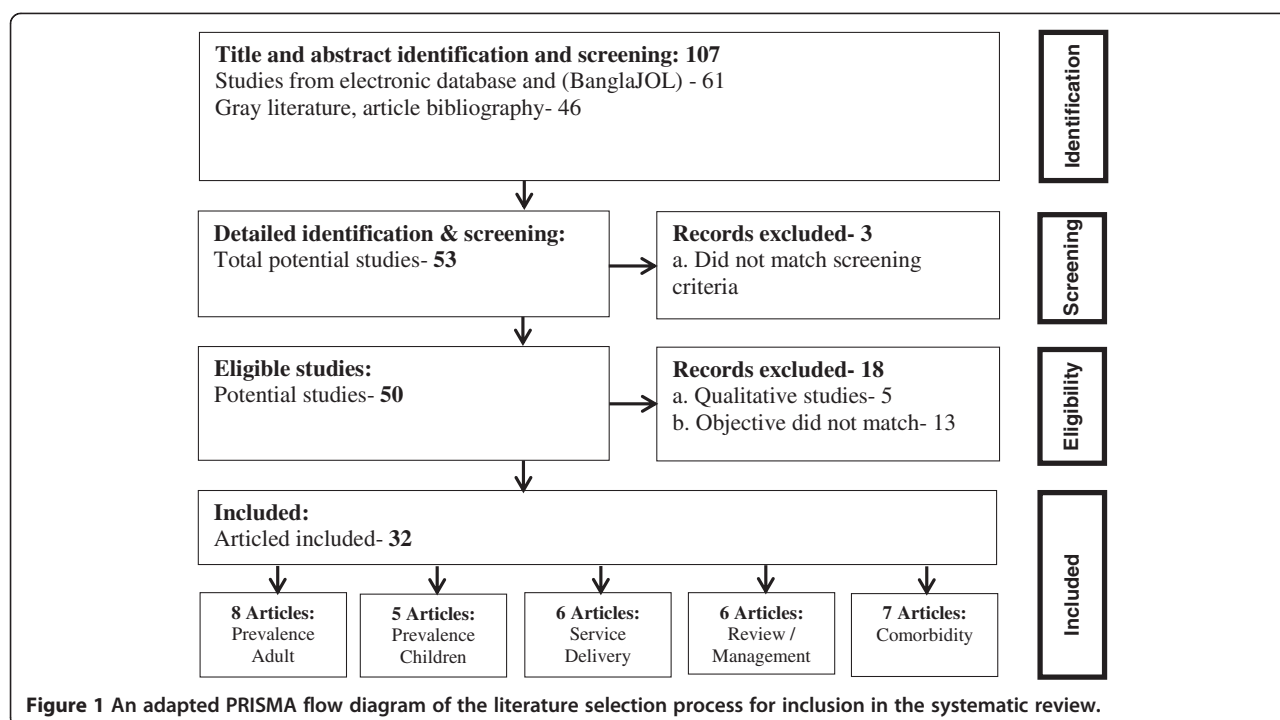 Title and abstract identification and screening: 107
Studies from electronic database and (BanglaJOL) - 61
Gray literature, article bibliography- 46
Identification
Detailed identification & screening:
Total potential studies- 53
Records excluded- 3
a. Did not match screening
criteria
Screening
Eligible studies:
Potential studies- 50
Records excluded- 18
a. Qualitative studies- 5
b. Objective did not match- 13
Eligibility
Included:
Articled included- 32
8 Articles:
Prevalence
Adult
5 Articles:
Prevalence
Children
6 Articles:
Service
Delivery
6 Articles:
Review /
Management
7 Articles:
Comorbidity
Included
Figure 1 An adapted PRISMA flow diagram of the literature selection process for inclusion in the systematic review.